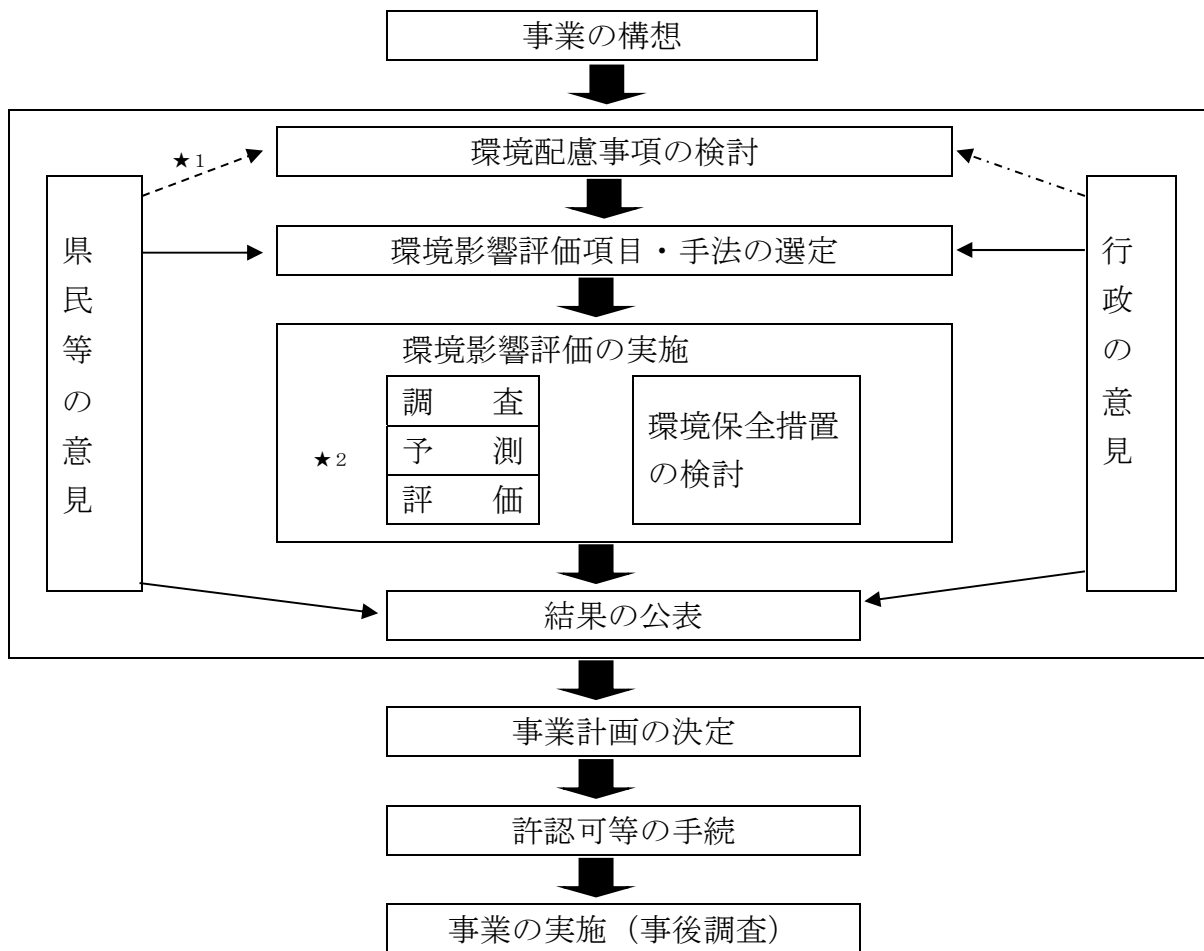 事業の構想
環境配慮事項の検討
★1
県民等の意見
行政の意見
環境影響評価項目・手法の選定
環境影響評価の実施
★2
調　　査
予　　測
評　　価
環境保全措置
の検討
結果の公表
事業計画の決定
許認可等の手続
事業の実施（事後調査）